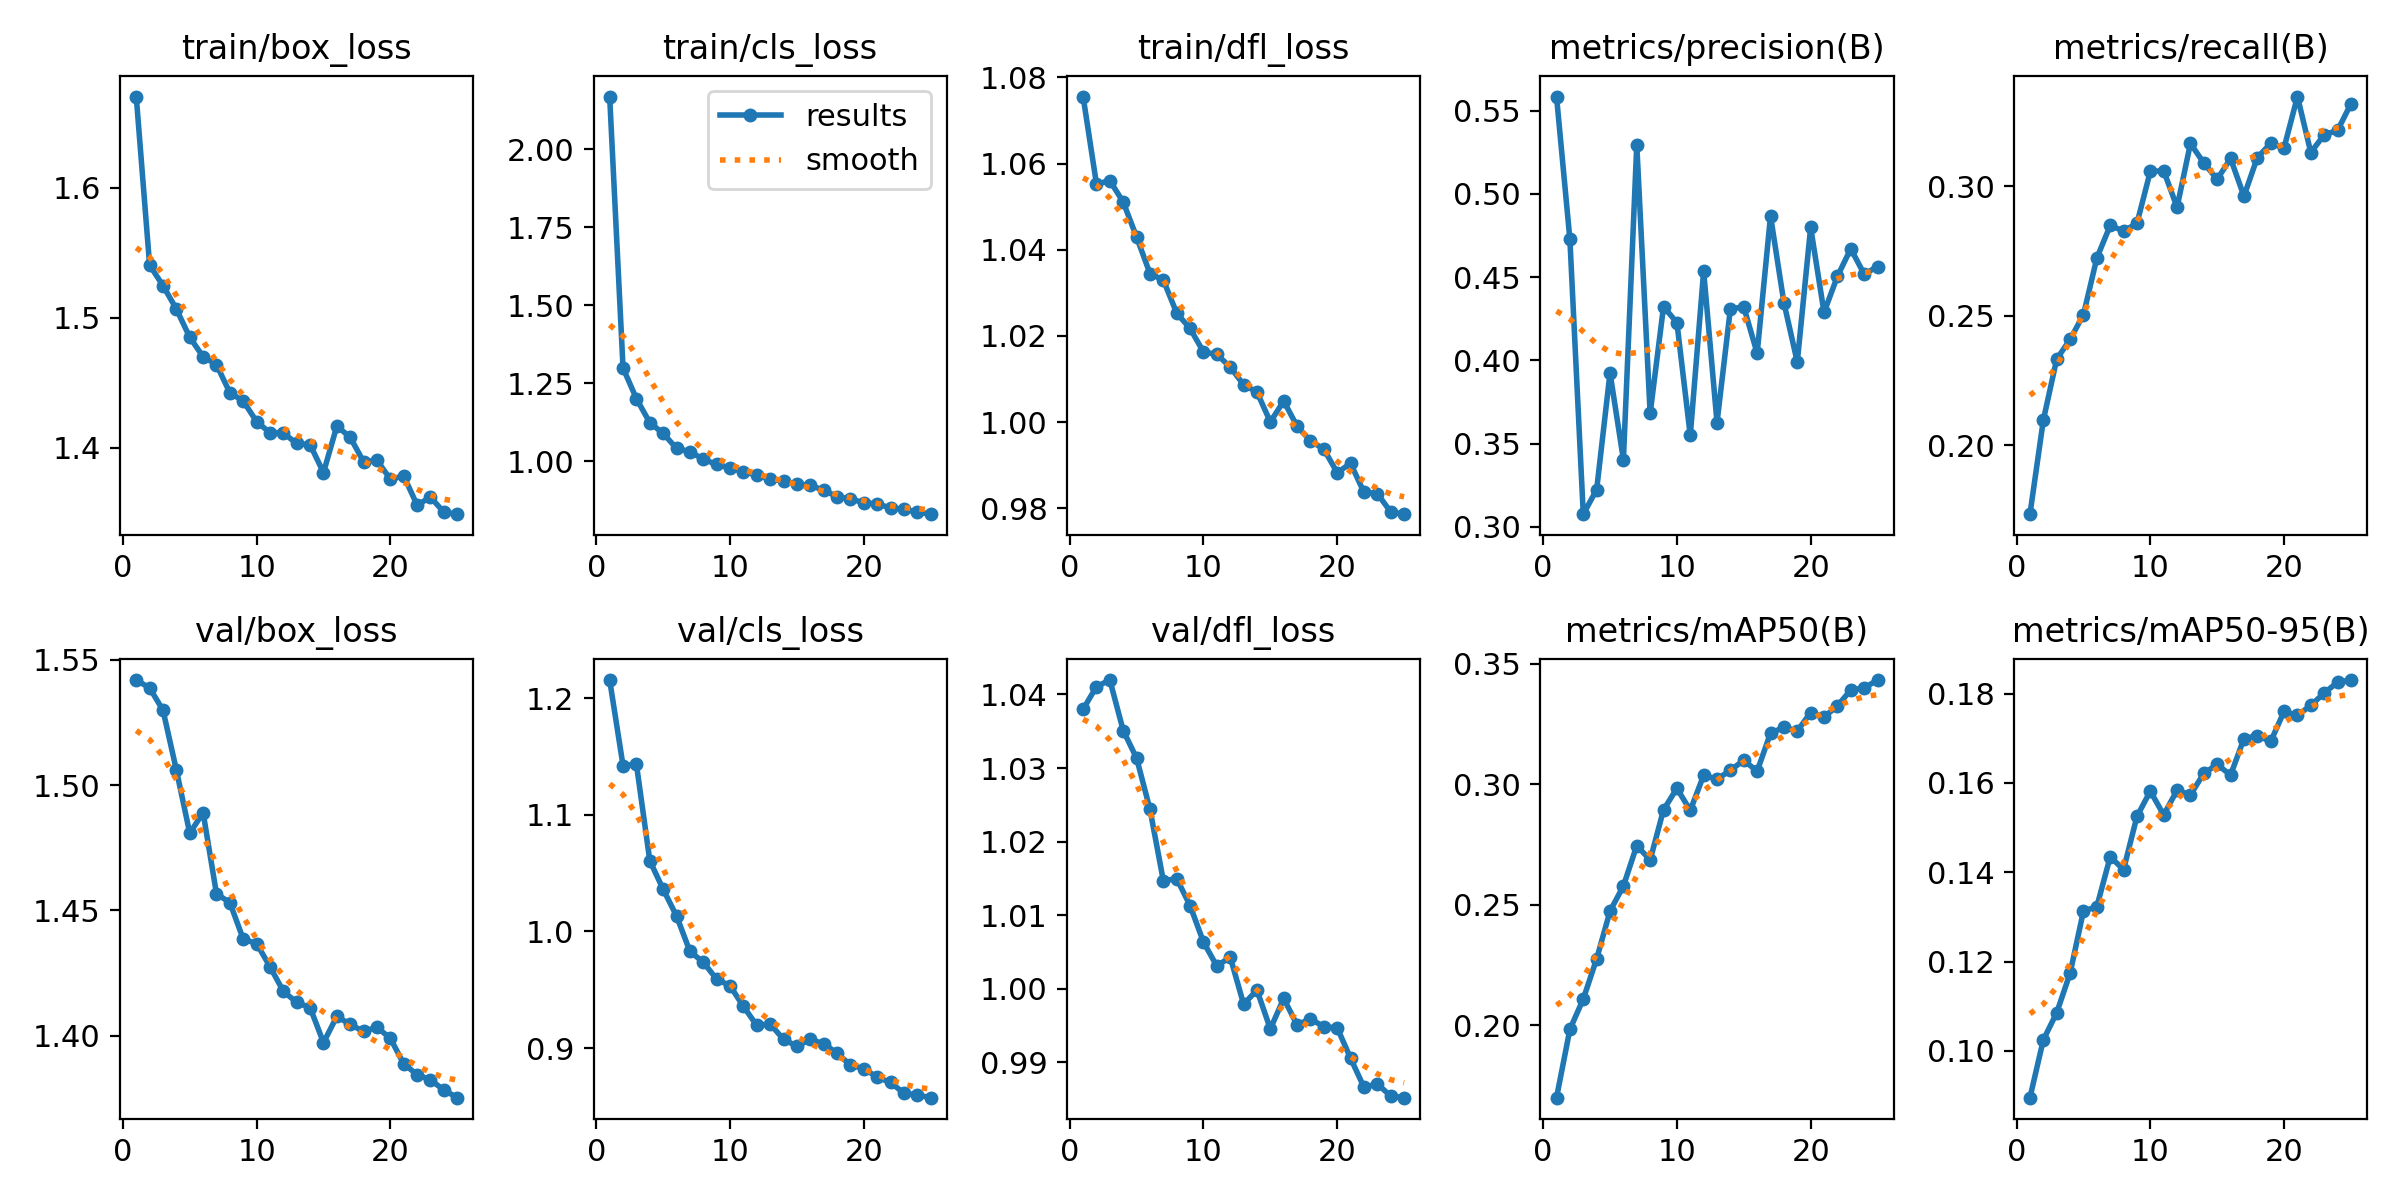 train/box_loss
1.6
1.5
1.4
0 10 20
train/cls_loss
results
smooth
2.00
1.75
1.50
1.25
1.00
0 10 20
train/dfl_loss
1.08
1.06
1.04
1.02
1.00
0.98
0 10 20
metrics/precision(B)
0.55
0.50
0.45
0.40
0.35
0.30
0 10 20
metrics/recall(B)
0.30
0.25
0.20
0 10 20
val/box_loss
1.55
1.50
1.45
1.40
0 10 20
val/cls_loss
1.2
1.1
1.0
0.9
0 10 20
val/dfl_loss
1.04
1.03
1.02
1.01
1.00
0.99
0 10 20
metrics/mAP50(B)
0.35
0.30
0.25
0.20
0 10 20
metrics/mAP50-95(B)
0.18
0.16
0.14
0.12
0.10
0 10 20